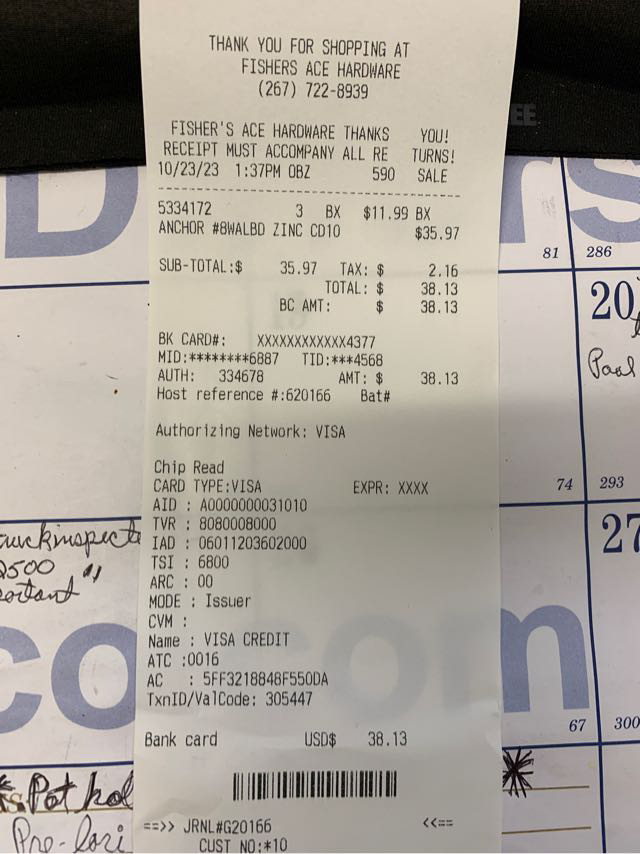 THANK YOU FOR SHOPPING AT
FISHERS ACE HARDWARE
(267) 722-8939
FISHER'S ACE HARDWARE THANKS YOU!
RECEIPT MUST ACCOMPANY ALL RE TURNS!
10/23/23 1:37PM OBZ 590 SALE
5334172 3 BX $11.99 BX
ANCHOR #8WALBD ZINC CD10 $35.97
SUB-TOTAL:$ 35.97 TAX: $ 2.16
TOTAL: $ 38.13
BC AMT: $ 38.13
BK CARD#: XXXXXXXXXXXX4377
MID:********6887 TID:***4568
AUTH: 334678 AMT: $ 38.13
Host reference #:620166 Bat#
Authorizing Network: VISA
Chip Read
CARD TYPE:VISA EXPR: XXXX
AID : A0000000031010
TVR : 8080008000
IAD : 06011203602000
TSI : 6800
ARC : 00
MODE : Issuer
CVM :
Name : VISA CREDIT
ATC :0016
AC : 5FF3218848F550DA
TxnID/ValCode: 305447
Bank card USD$ 38.13
==>> JRNL#G20166 <<==
CUST NO:*10
81 286
20
74 293
27
2500
67 300
Pot hol